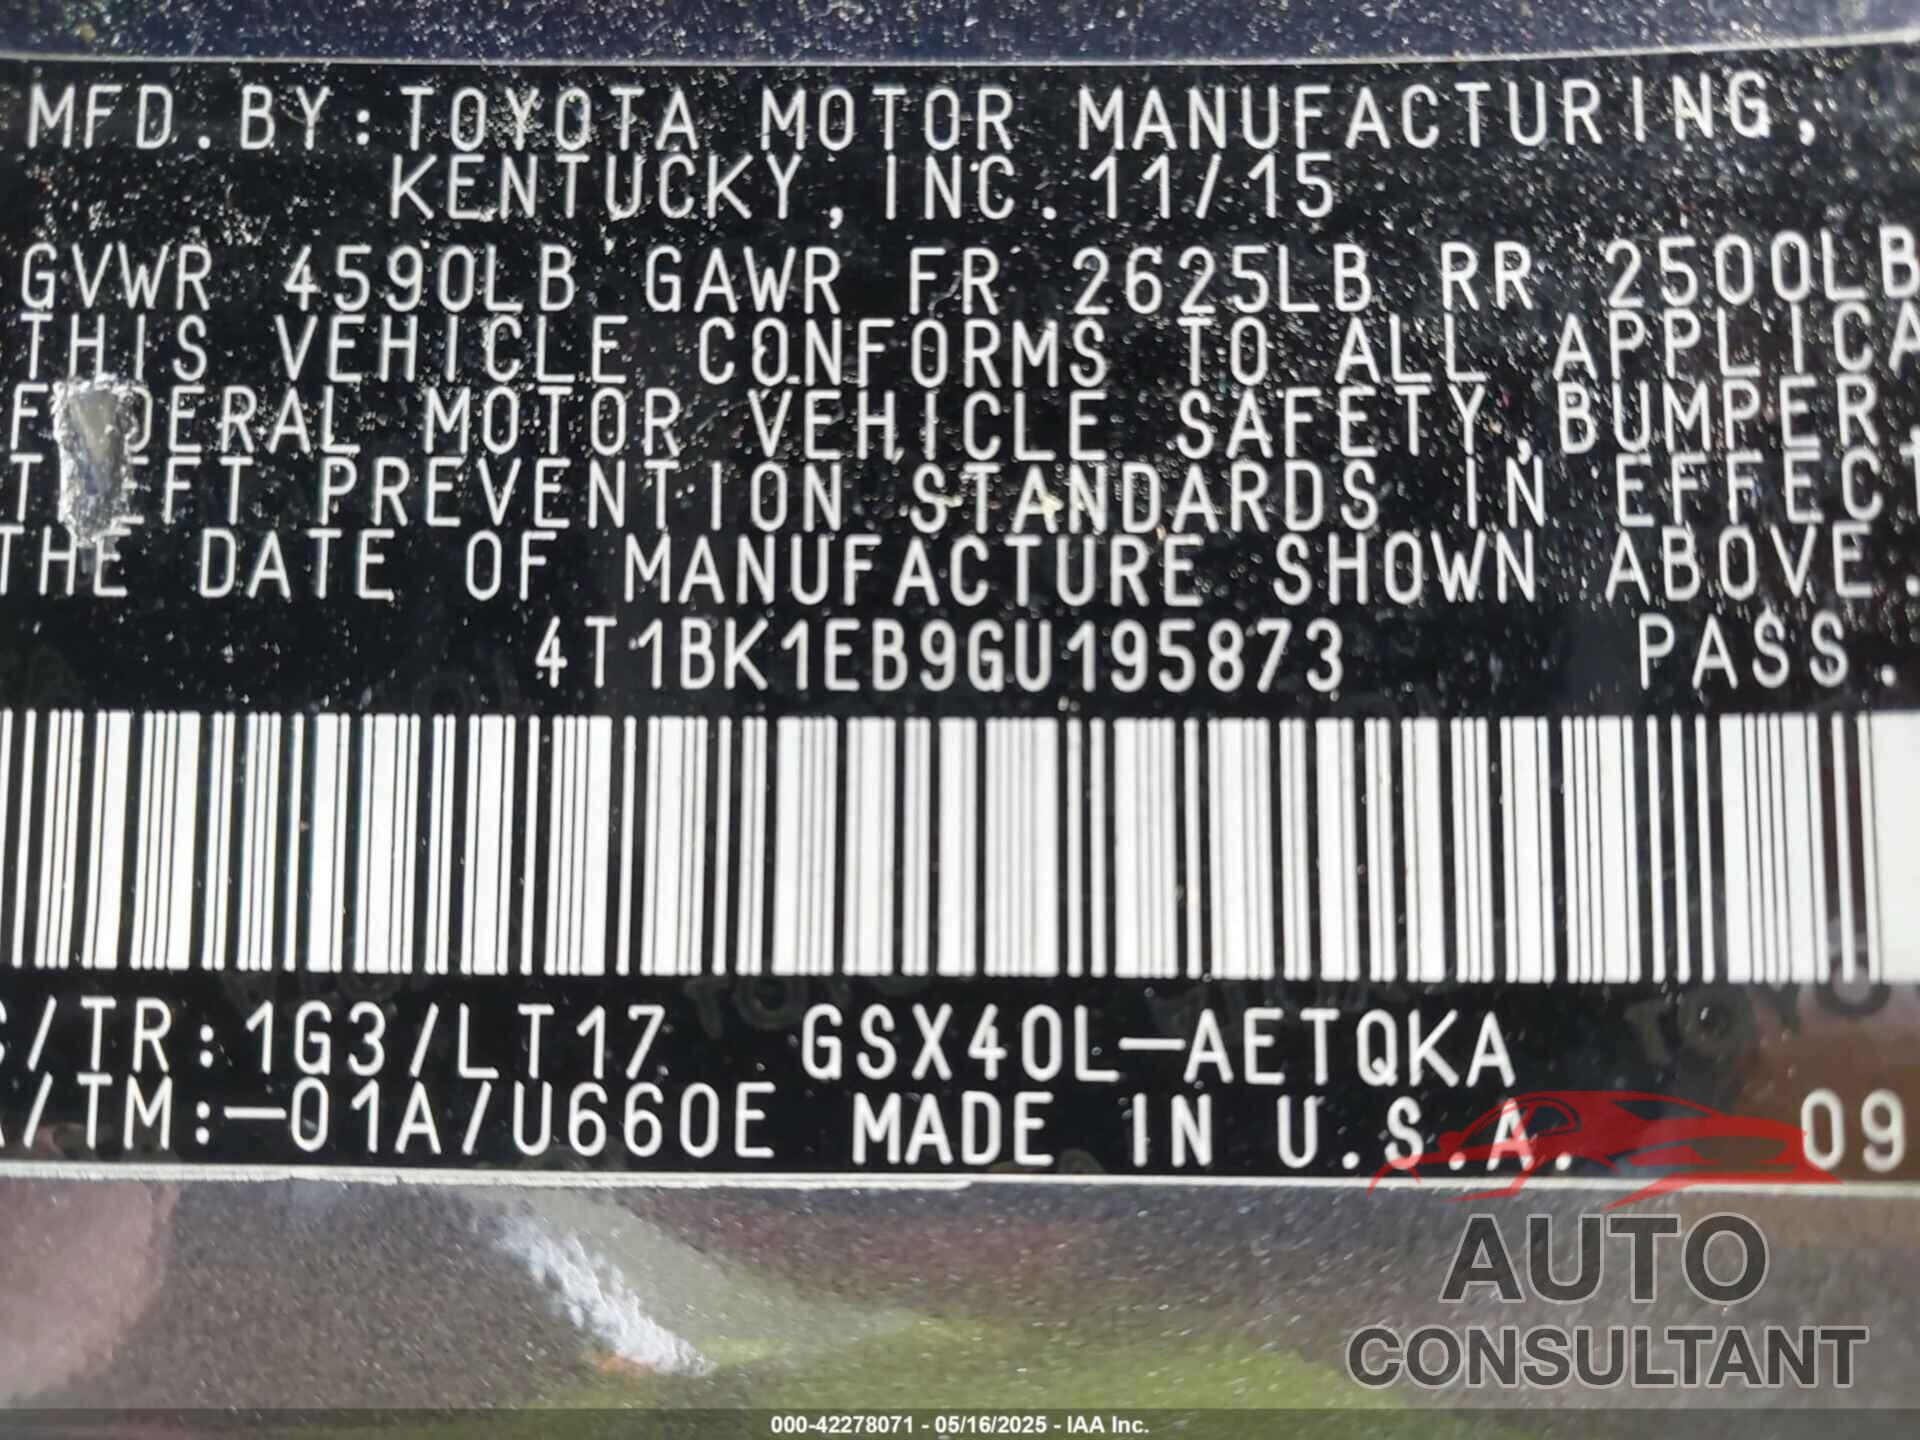 MFD.BY:TOYOTA MOTOR MANUFACTURING,
KENTUCKY, INC. 11/15
GVWR 4590LB GAWR FR 2625LB RR 2500LB
THIS VEHICLE CONFORMS TO ALL APPLICA
MOTOR VEHICLE SAFETY,BUMPER,
PREVENTION STANDARDS IN EFFECT
THE DATE OF MANUFACTURE SHOWN ABOVE.
4T1BK1EB9GU195873 PASS.
C/TR:1G3/LT17 GSX40L-AETQKA
A/TM:-01A/U660E MADE IN U.S.A. 09
AUTO
CONSULTANT
000-42278071 - 05/16/2025 - IAA Inc.